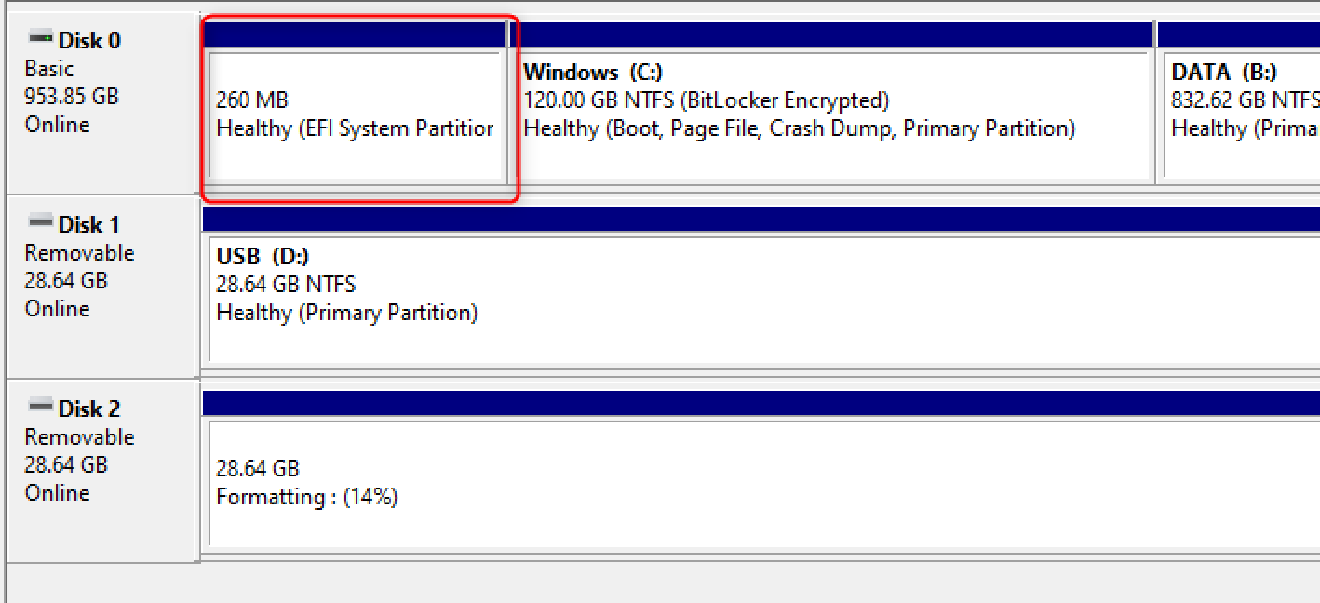 Disk 0
Basic
953.85 GB
Online
260 MB
Healthy (EFI System Partition
Windows (C:)
120.00 GB NTFS (BitLocker Encrypted)
Healthy (Boot, Page File, Crash Dump, Primary Partition)
DATA (B:)
832.62 GB NTFS
Healthy (Prima
Disk 1
Removable
28.64 GB
Online
USB (D:)
28.64 GB NTFS
Healthy (Primary Partition)
Disk 2
Removable
28.64 GB
Online
28.64 GB
Formatting : (14%)